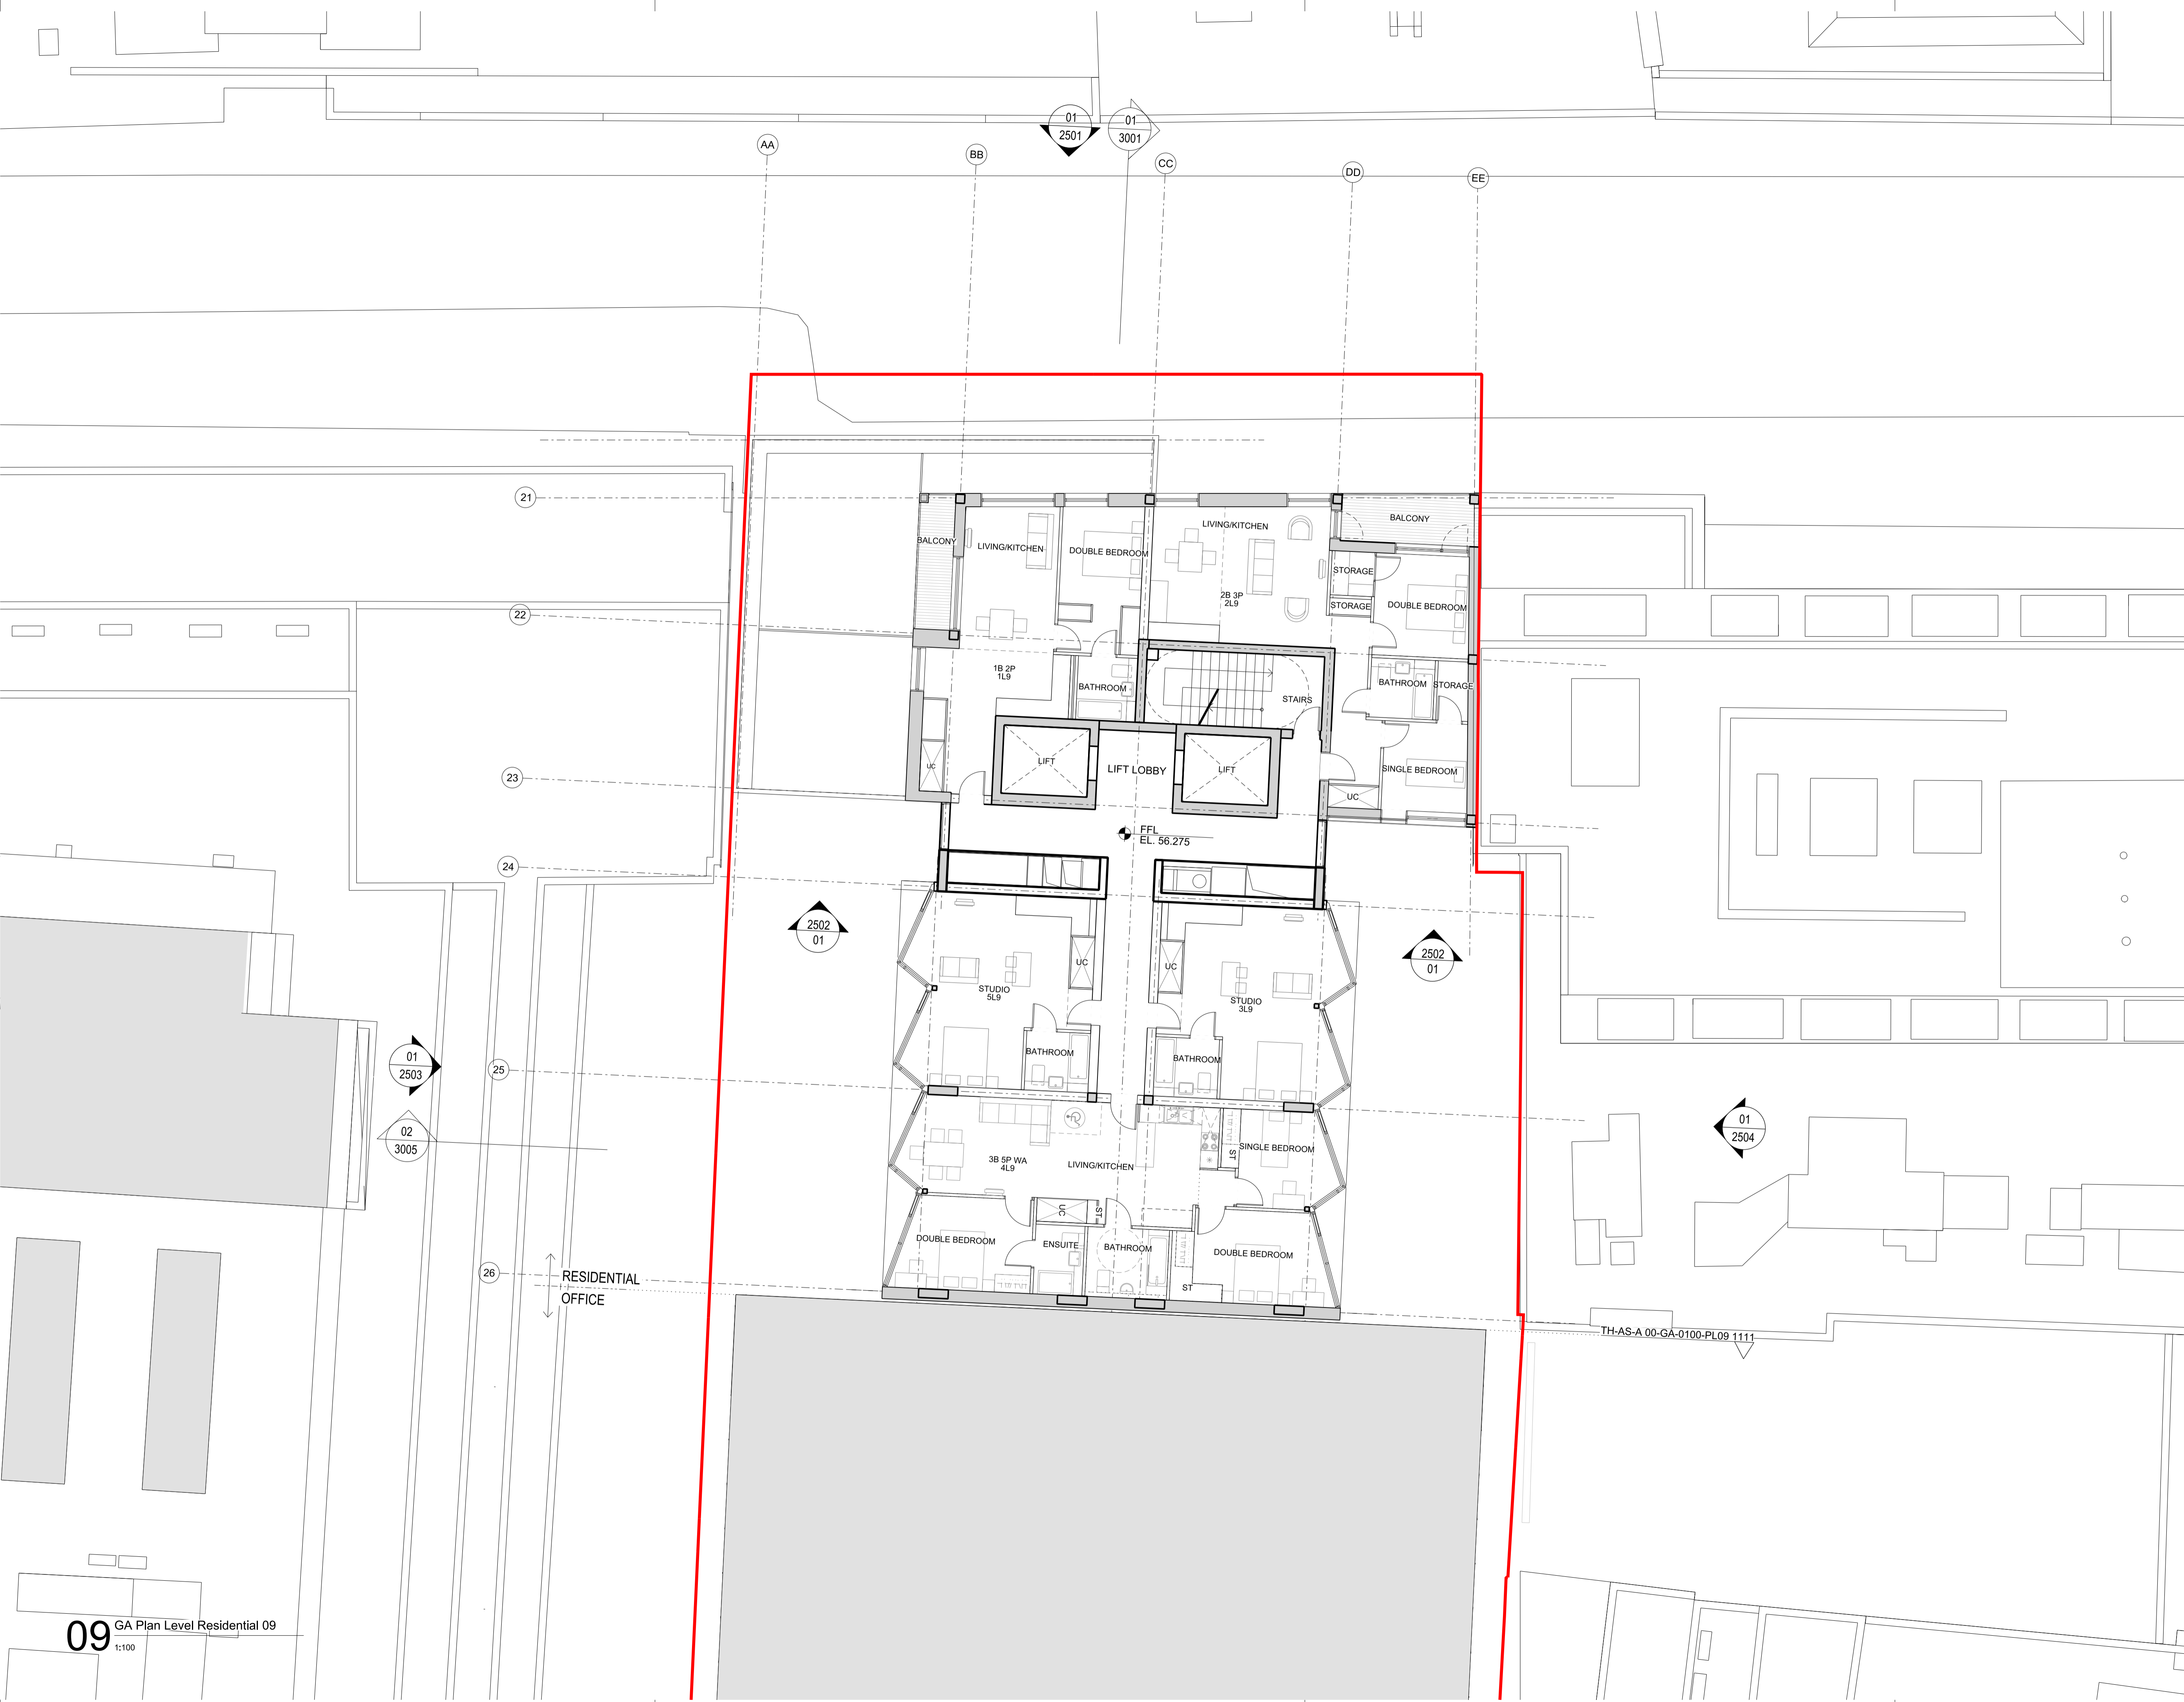 01
2501
01
3001
AA
BB
CC
DD
EE
21
BALCONY
LIVING/KITCHEN
BALCONY
LIVING/KITCHEN
DOUBLE BEDROOM
STORAGE
22
2B 3P
2L9
STORAGE
DOUBLE BEDROOM
1B 2P
1L9
BATHROOM
STAIRS
BATHROOM
STORAGE
23
UC
LIFT
LIFT LOBBY
LIFT
SINGLE BEDROOM
UC
FFL
EL. 56.275
24
2502
01
2502
01
UC
UC
STUDIO
5L9
STUDIO
3L9
01
2503
25
BATHROOM
BATHROOM
02
3005
01
2504
3B 5P WA
4L9
LIVING/KITCHEN
ST
SINGLE BEDROOM
UC
ST
DOUBLE BEDROOM
ENSUITE
BATHROOM
DOUBLE BEDROOM
ST
26
RESIDENTIAL
OFFICE
TH-AS-A 00-GA-0100-PL09 1111
09
GA Plan Level Residential 09
1:100